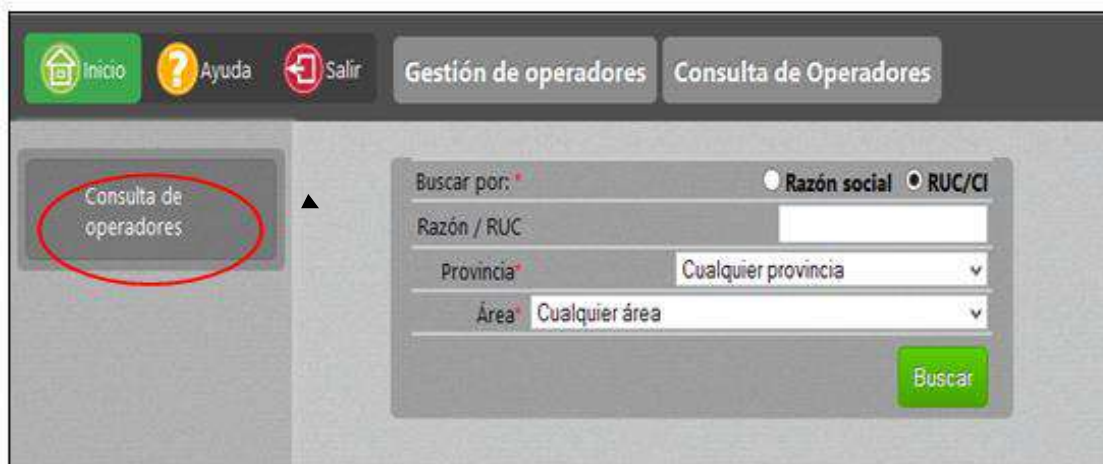 Inicio
Ayuda
Salir
Gestión de operadores
Consulta de Operadores
Consulta de
operadores
Buscar por: *
Razón social
RUC/CI
Razón / RUC
Provincia*
Cualquier provincia
Área*
Cualquier área
Buscar